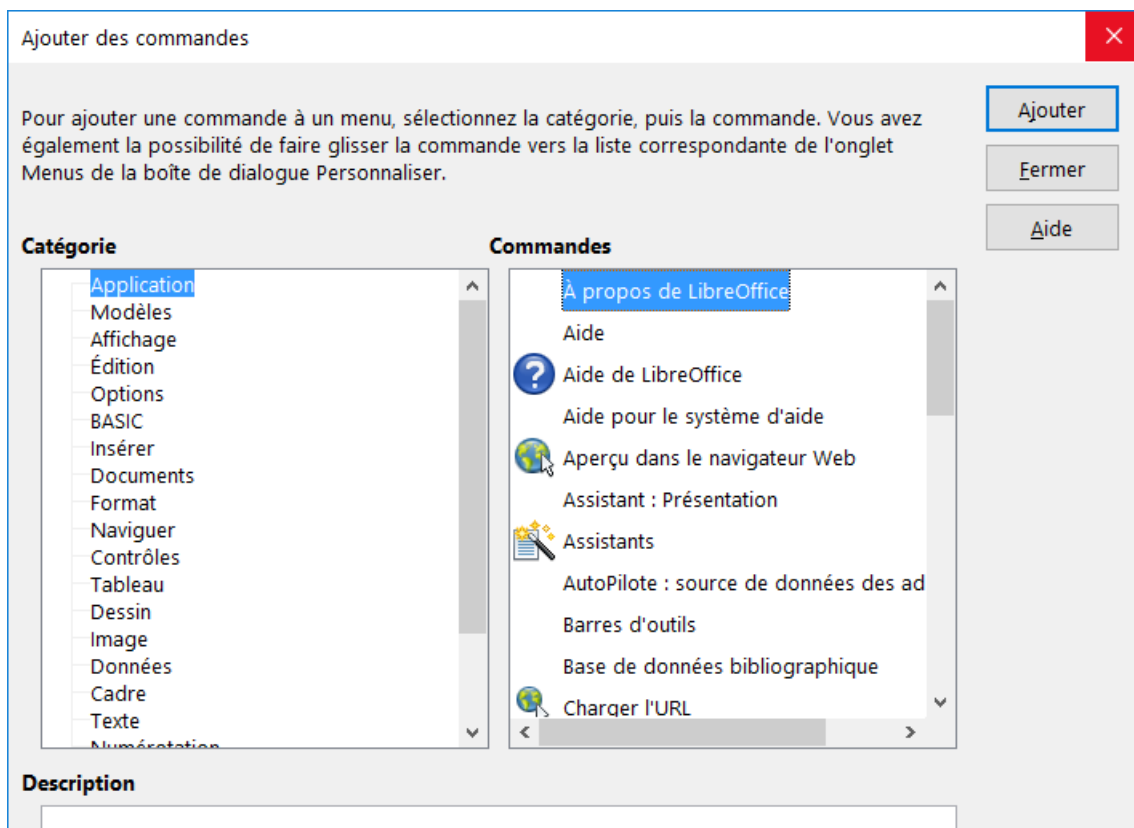 Ajouter des commandes
Pour ajouter une commande à un menu, sélectionnez la catégorie, puis la commande. Vous avez
également la possibilité de faire glisser la commande vers la liste correspondante de l'onglet
Menus de la boîte de dialogue Personnaliser.
Ajouter
Fermer
Aide
Catégorie
Application
Modèles
Affichage
Édition
Options
BASIC
Insérer
Documents
Format
Naviguer
Contrôles
Tableau
Dessin
Image
Données
Cadre
Texte
Numérotation
Commandes
À propos de LibreOffice
Aide
Aide de LibreOffice
Aide pour le système d'aide
Aperçu dans le navigateur Web
Assistant : Présentation
Assistants
AutoPilote : source de données des ad
Barres d'outils
Base de données bibliographique
Charger l'URL
Description